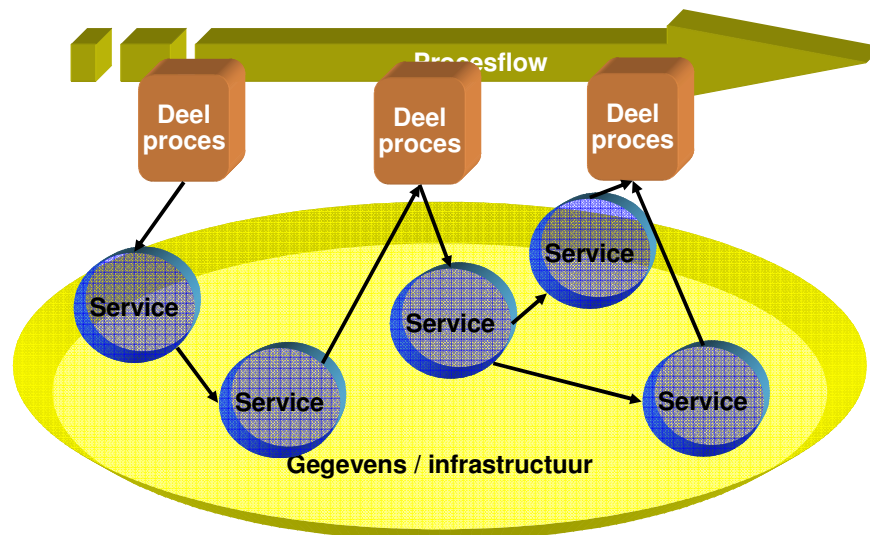 Procesflow
Deel
proces
Deel
proces
Deel
proces
Service
Service
Service
Service
Service
Gegevens / infrastructuur